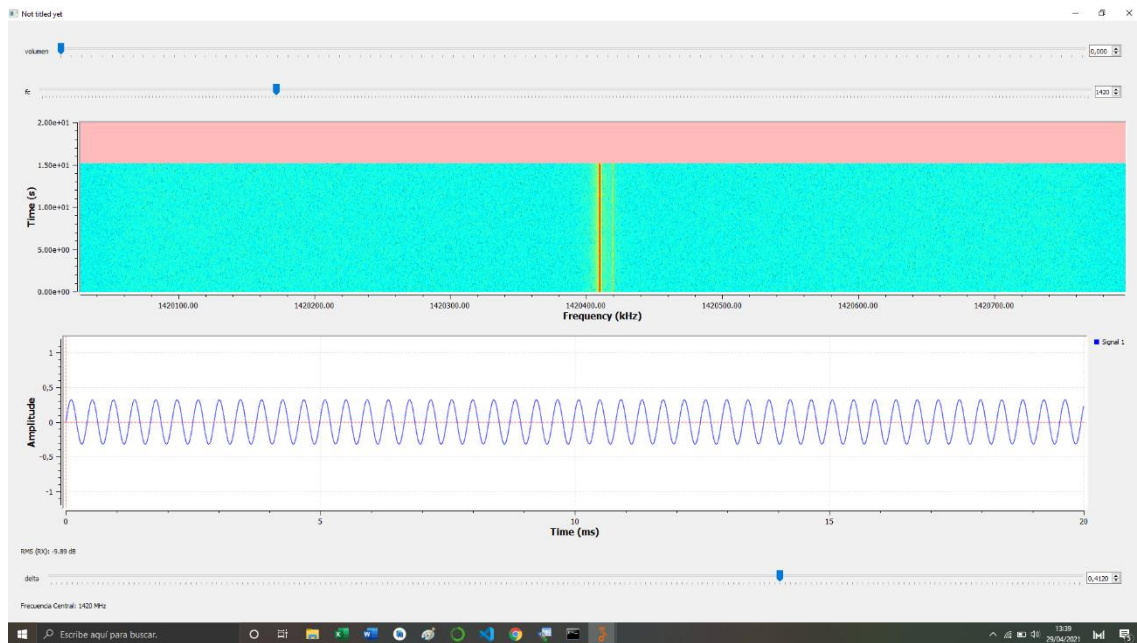 Not titled yet
volumen
0,000
fc
1420
2.00e+01
1.50e+01
1.00e+01
5.00e+00
0.00e+00
Time (s)
1420100.00 1420200.00 1420300.00 1420400.00 1420500.00 1420600.00 1420700.00
Frequency (kHz)
Signal 1
1
0,5
0
-0,5
-1
Amplitude
0 5 10 15 20
Time (ms)
RMS (RX): -9.89 dB
delta
0,4120
Frecuencia Central: 1420 MHz
Escribe aquí para buscar.
13:39
29/04/2021